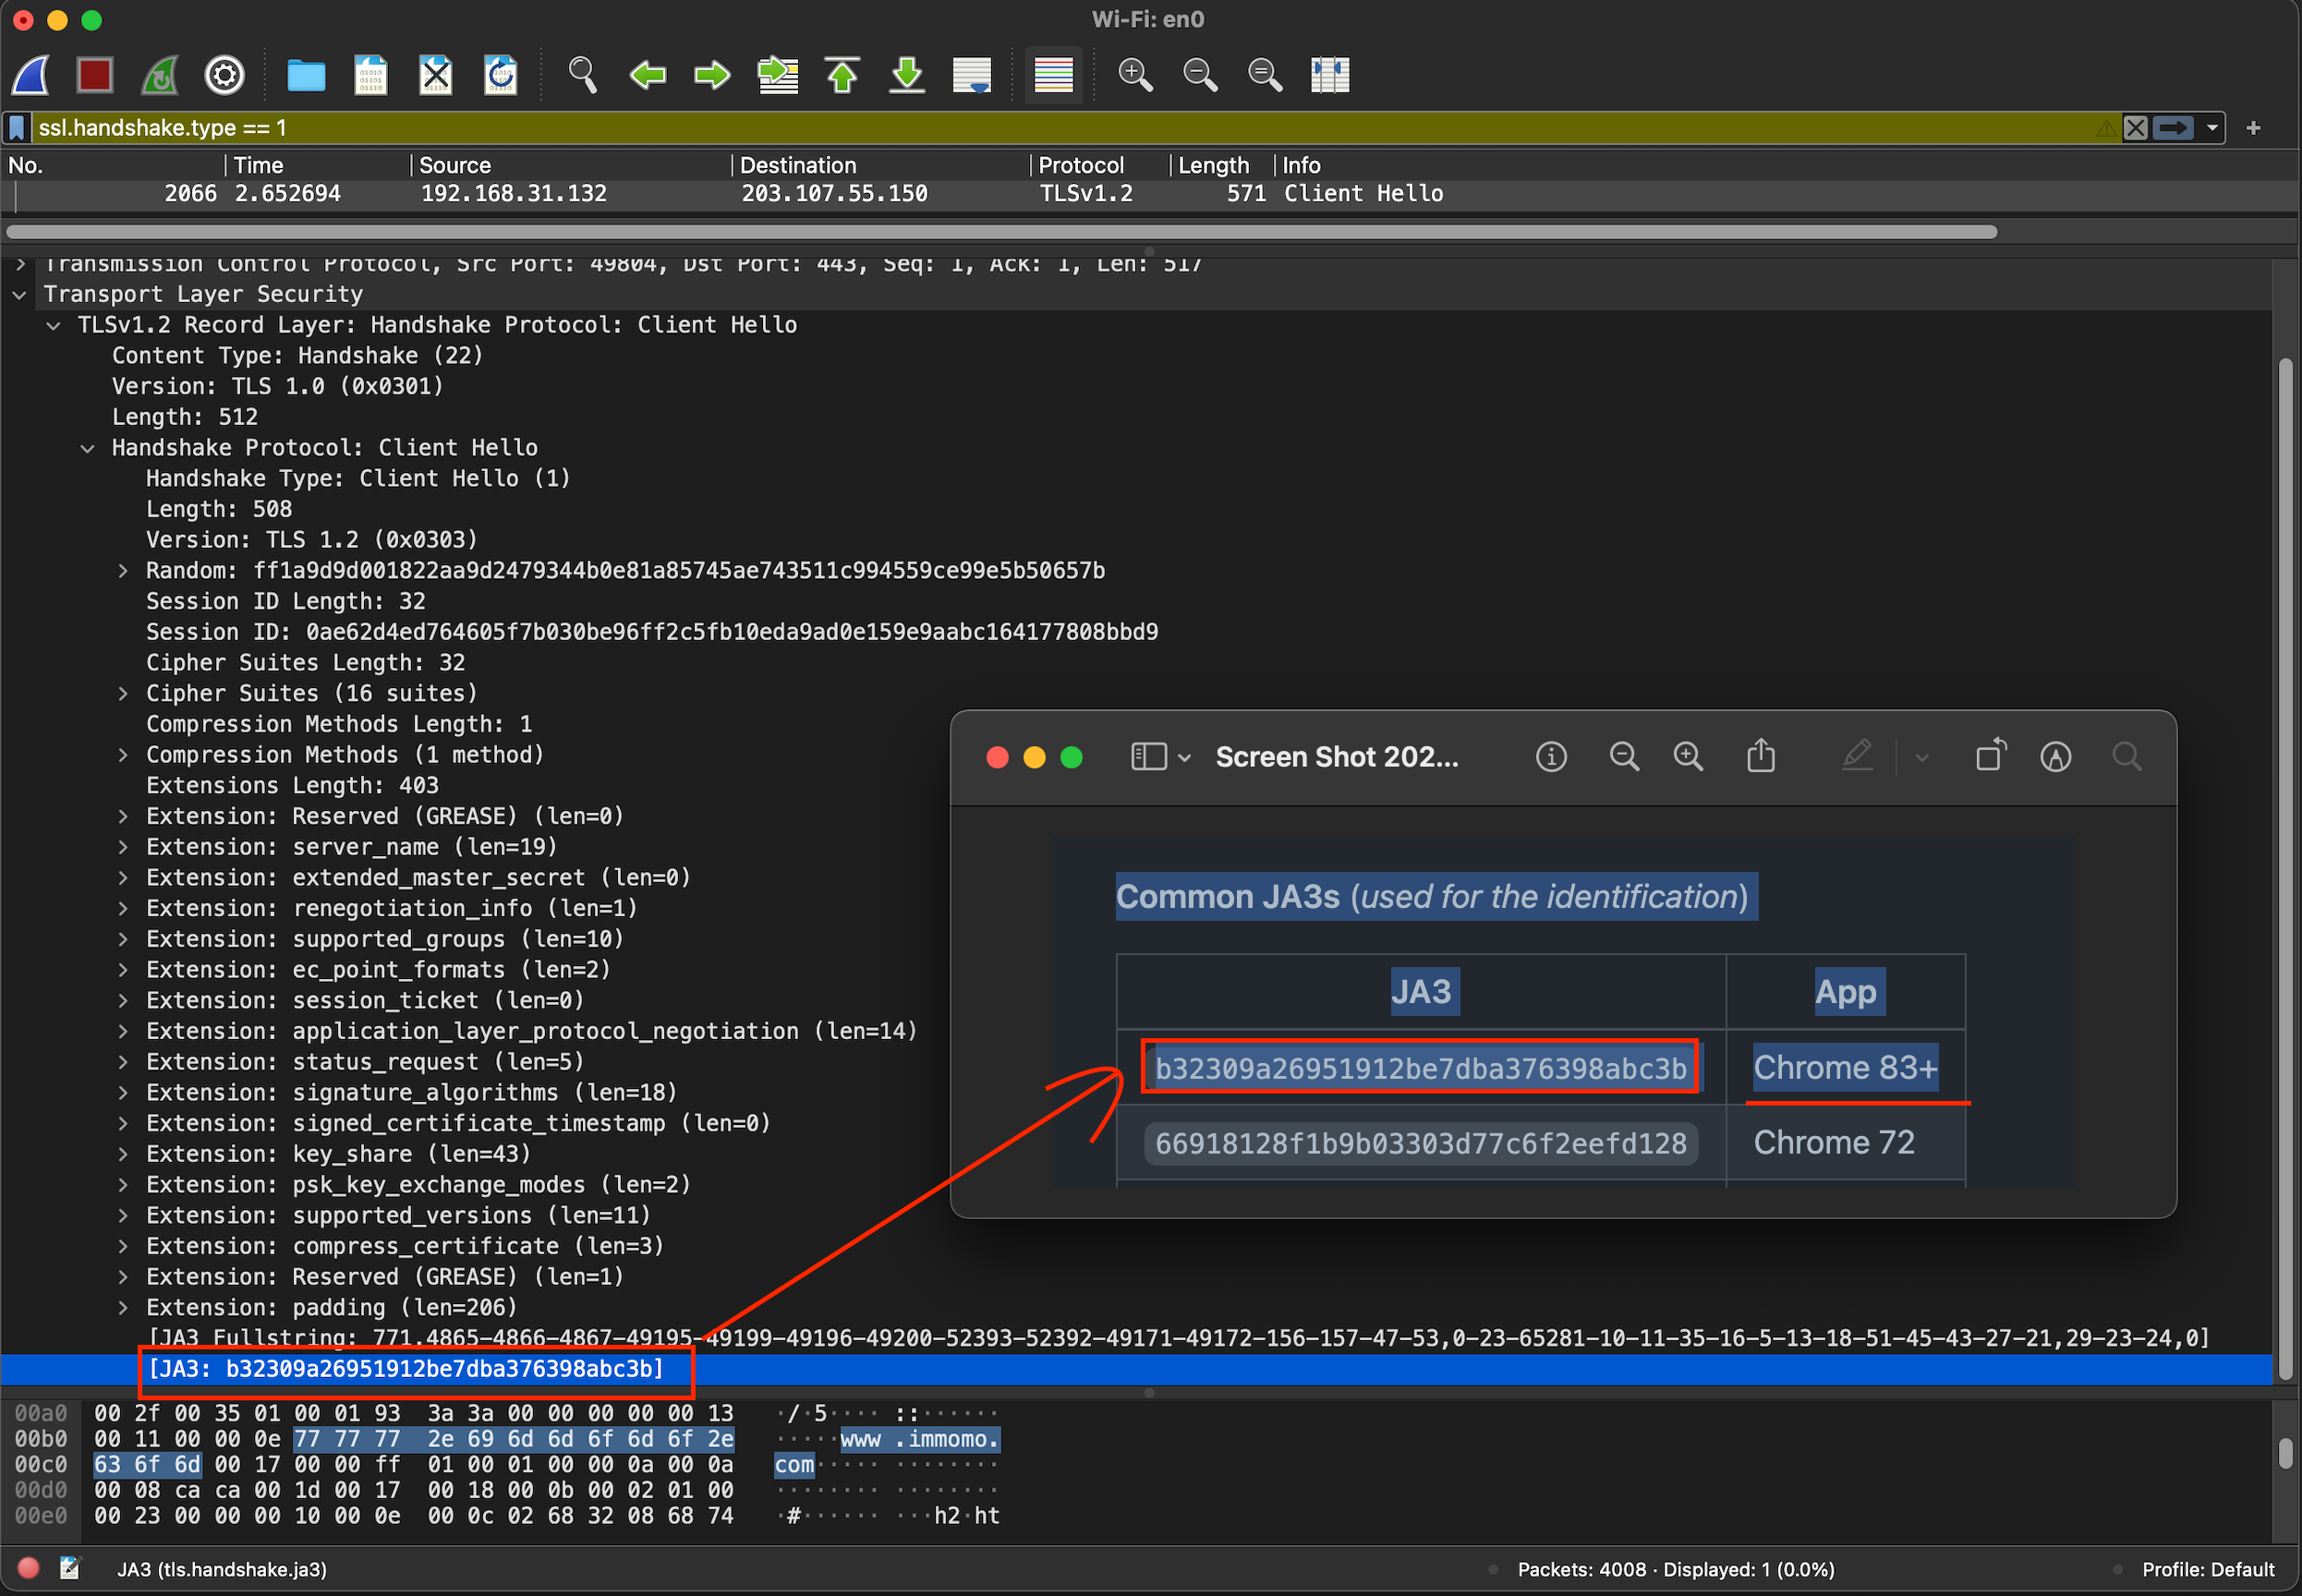 Wi-Fi: en0
ssl.handshake.type == 1
No. Time Source Destination Protocol Length Info
2066 2.652694 192.168.31.132 203.107.55.150 TLSv1.2 571 Client Hello
Transmission Control Protocol, Src Port: 49804, Dst Port: 443, Seq: 1, Ack: 1, Len: 517
Transport Layer Security
TLSv1.2 Record Layer: Handshake Protocol: Client Hello
Content Type: Handshake (22)
Version: TLS 1.0 (0x0301)
Length: 512
Handshake Protocol: Client Hello
Handshake Type: Client Hello (1)
Length: 508
Version: TLS 1.2 (0x0303)
Random: ff1a9d9d001822aa9d2479344b0e81a85745ae743511c994559ce99e5b50657b
Session ID Length: 32
Session ID: 0ae62d4ed764605f7b030be96ff2c5fb10eda9ad0e159e9aabc164177808bbd9
Cipher Suites Length: 32
Cipher Suites (16 suites)
Compression Methods Length: 1
Compression Methods (1 method)
Extensions Length: 403
Extension: Reserved (GREASE) (len=0)
Extension: server_name (len=19)
Extension: extended_master_secret (len=0)
Extension: renegotiation_info (len=1)
Extension: supported_groups (len=10)
Extension: ec_point_formats (len=2)
Extension: session_ticket (len=0)
Extension: application_layer_protocol_negotiation (len=14)
Extension: status_request (len=5)
Extension: signature_algorithms (len=18)
Extension: signed_certificate_timestamp (len=0)
Extension: key_share (len=43)
Extension: psk_key_exchange_modes (len=2)
Extension: supported_versions (len=11)
Extension: compress_certificate (len=3)
Extension: Reserved (GREASE) (len=1)
Extension: padding (len=206)
[JA3 Fullstring: 771,4865-4866-4867-49195-49199-49196-49200-52393-52392-49171-49172-156-157-47-53,0-23-65281-10-11-35-16-5-13-18-51-45-43-27-21,29-23-24,0]
[JA3: b32309a26951912be7dba376398abc3b]
Screen Shot 202...
Common JA3s (used for the identification)
JA3 App
b32309a26951912be7dba376398abc3b Chrome 83+
66918128f1b9b03303d77c6f2eefd128 Chrome 72
00a0 00 2f 00 35 01 00 01 93 3a 3a 00 00 00 00 00 13 ·/·5···· ::······
00b0 00 11 00 00 0e 77 77 77 2e 69 6d 6d 6f 6d 6f 2e ·····www .immomo.
00c0 63 6f 6d 00 17 00 00 ff 01 00 01 00 00 0a 00 0a com····· ········
00d0 00 08 ca ca 00 1d 00 17 00 18 00 0b 00 02 01 00 ········ ········
00e0 00 23 00 00 00 10 00 0e 00 0c 02 68 32 08 68 74 ·#······ ···h2·ht
JA3 (tls.handshake.ja3) Packets: 4008 · Displayed: 1 (0.0%) Profile: Default